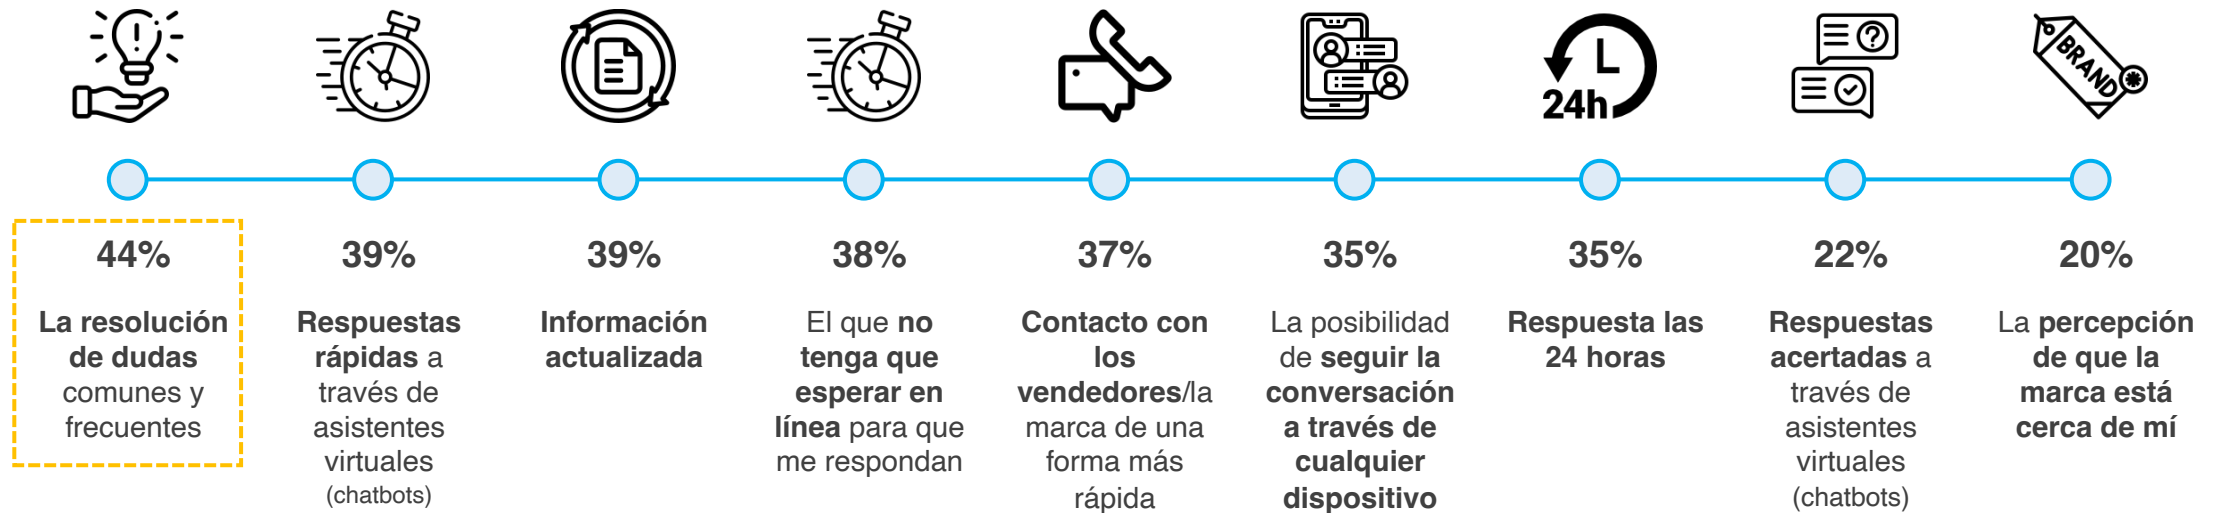 24h
L
BRAND
44%
La resolución
de dudas
comunes y
frecuentes
39%
Respuestas
rápidas a
través de
asistentes
virtuales
(chatbots)
39%
Información
actualizada
38%
El que no
tenga que
esperar en
línea para que
me respondan
37%
Contacto con
los
vendedores/la
marca de una
forma más
rápida
35%
La posibilidad
de seguir la
conversación
a través de
cualquier
dispositivo
35%
Respuesta las
24 horas
22%
Respuestas
acertadas a
través de
asistentes
virtuales
(chatbots)
20%
La percepción
de que la
marca está
cerca de mí